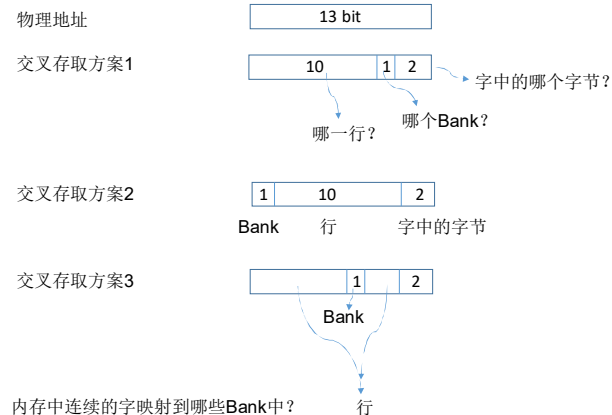 物理地址 13 bit
交叉存取方案1 10 1 2
字中的哪个字节？
哪个Bank？
哪一行？
交叉存取方案2 1 10 2
Bank 行 字中的字节
交叉存取方案3 1 2
Bank
内存中连续的字映射到哪些Bank中？ 行